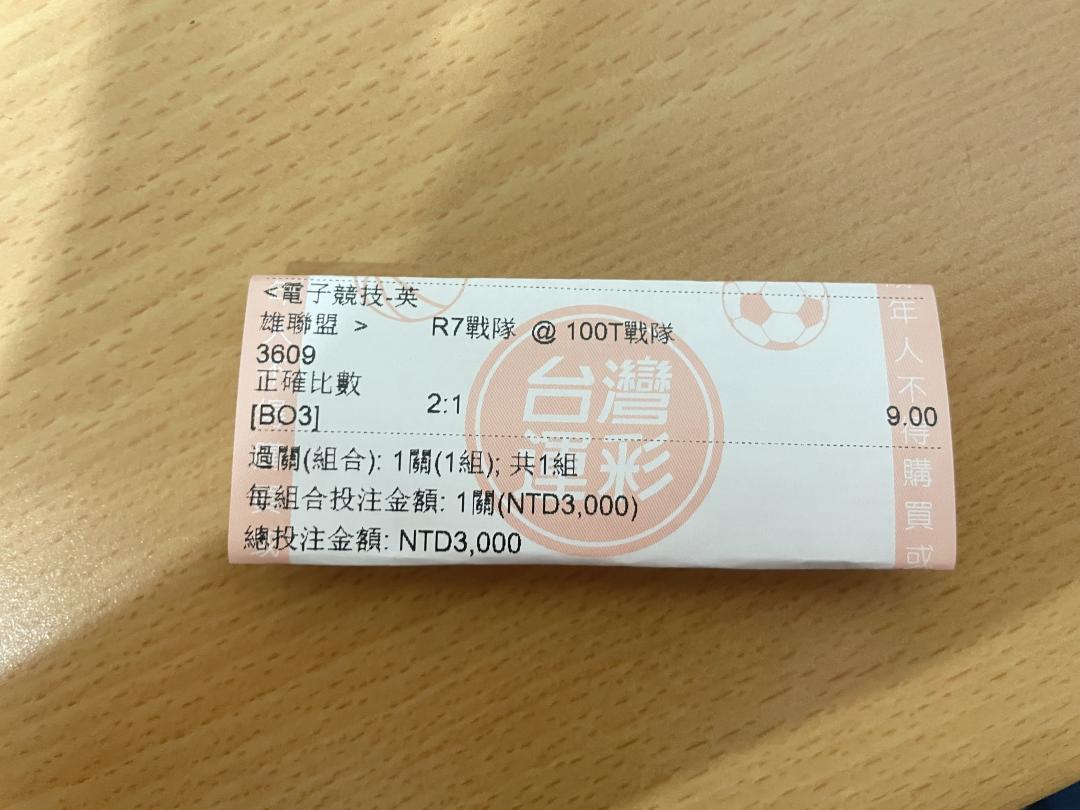 <電子競技-英
雄聯盟 > R7戰隊 @ 100T戰隊
3609
正確比數
[BO3] 2:1 9.00
過關(組合): 1關(1組); 共1組
每組合投注金額: 1關(NTD3,000)
總投注金額: NTD3,000
台灣
運彩
年人不得購買或